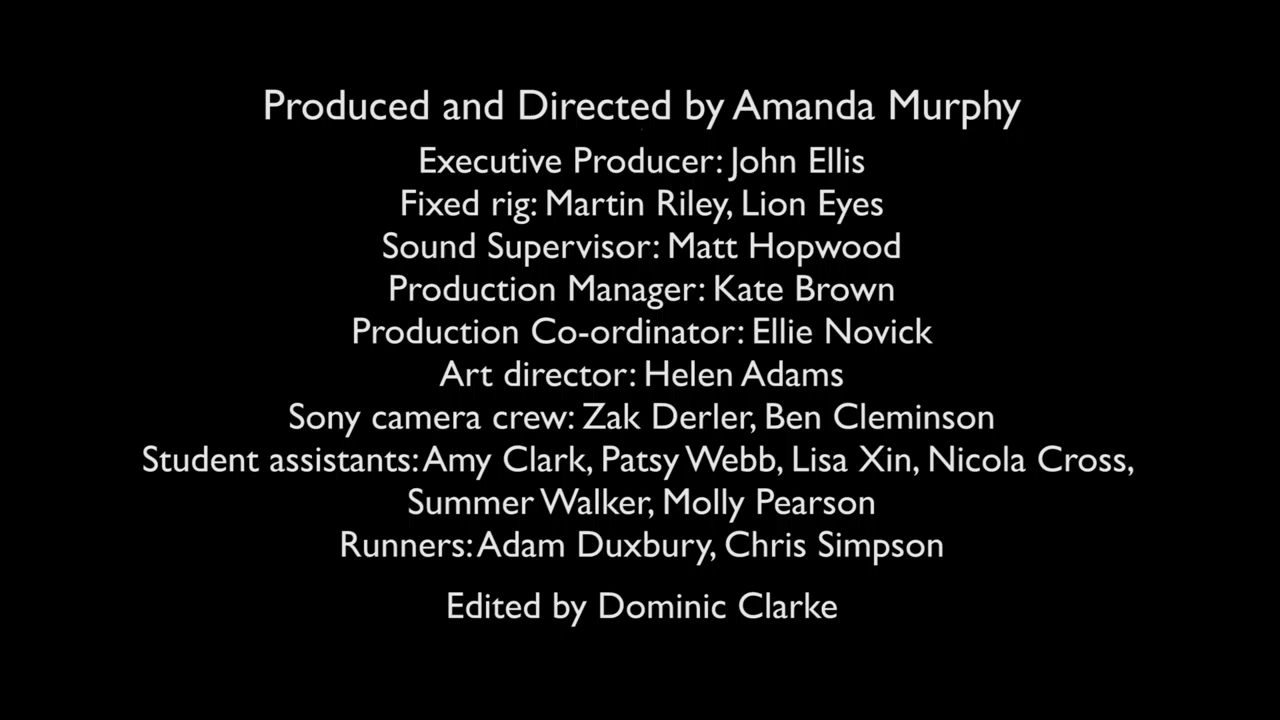 Produced and Directed by Amanda Murphy
Executive Producer: John Ellis
Fixed rig: Martin Riley, Lion Eyes
Sound Supervisor: Matt Hopwood
Production Manager: Kate Brown
Production Co-ordinator: Ellie Novick
Art director: Helen Adams
Sony camera crew: Zak Derler, Ben Cleminson
Student assistants: Amy Clark, Patsy Webb, Lisa Xin, Nicola Cross,
Summer Walker, Molly Pearson
Runners: Adam Duxbury, Chris Simpson
Edited by Dominic Clarke